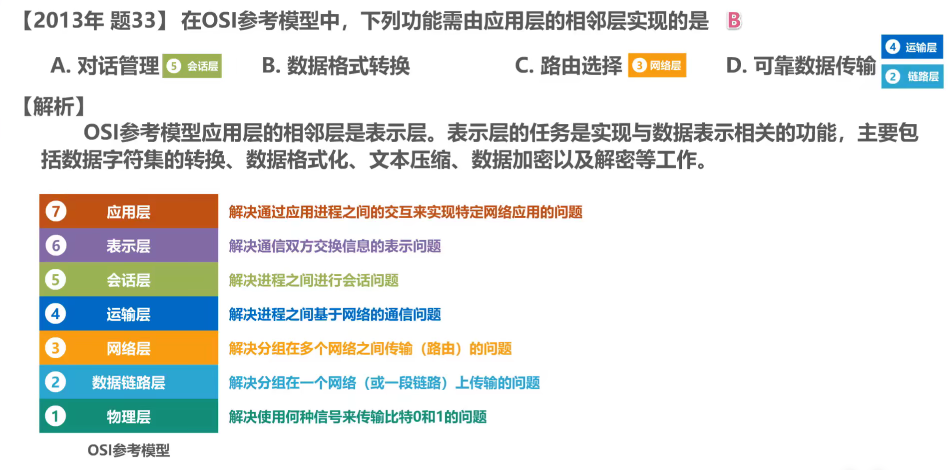 【2013年 题33】在OSI参考模型中，下列功能需由应用层的相邻层实现的是 B
A. 对话管理 5 会话层 B. 数据格式转换 C. 路由选择 3 网络层 D. 可靠数据传输 4 运输层 2 链路层
【解析】
OSI参考模型应用层的相邻层是表示层。表示层的任务是实现与数据表示相关的功能，主要包
括数据字符集的转换、数据格式化、文本压缩、数据加密以及解密等工作。
7 应用层 解决通过应用进程之间的交互来实现特定网络应用的问题
6 表示层 解决通信双方交换信息的表示问题
5 会话层 解决进程之间进行会话问题
4 运输层 解决进程之间基于网络的通信问题
3 网络层 解决分组在多个网络之间传输（路由）的问题
2 数据链路层 解决分组在一个网络（或一段链路）上传输的问题
1 物理层 解决使用何种信号来传输比特0和1的问题
OSI参考模型